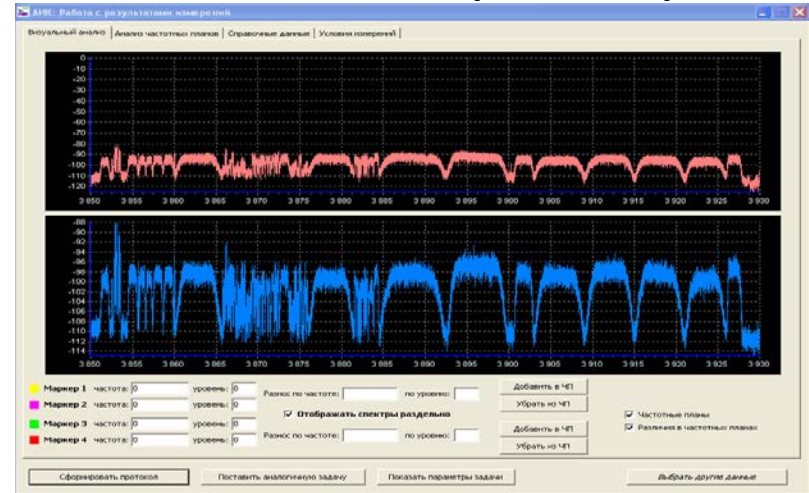 АИК: Работа с результатами измерений
Визуальный анализ Анализ частотных планов Справочные данные Условия измерений
0
-10
-20
-30
-40
-50
-60
-70
-80
-90
-100
-110
-120
3 850 3 855 3 860 3 865 3 870 3 875 3 880 3 885 3 890 3 895 3 900 3 905 3 910 3 915 3 920 3 925 3 930
-88
-90
-92
-94
-96
-98
-100
-102
-104
-106
-108
-110
-112
-114
3 850 3 855 3 860 3 865 3 870 3 875 3 880 3 885 3 890 3 895 3 900 3 905 3 910 3 915 3 920 3 925 3 930
Маркер 1 частота: 0 уровень: 0 Разнос по частоте: по уровню: Добавить в ЧП
Маркер 2 частота: 0 уровень: 0 Убрать из ЧП
Отображать спектры раздельно Частотные планы
Маркер 3 частота: 0 уровень: 0 Добавить в ЧП Различия в частотных планах
Маркер 4 частота: 0 уровень: 0 Разнос по частоте: по уровню: Убрать из ЧП
Сформировать протокол Поставить аналогичную задачу Показать параметры задачи Выбрать другие данные